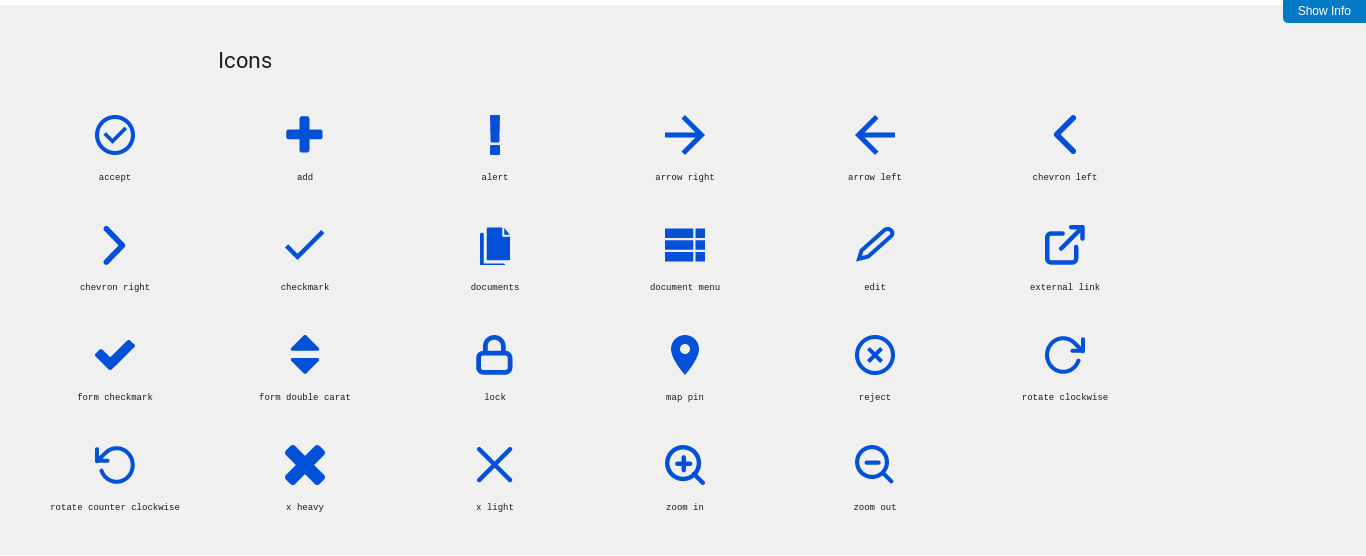 Show Info
Icons
accept
add
alert
arrow right
arrow left
chevron left
chevron right
checkmark
documents
document menu
edit
external link
form checkmark
form double carat
lock
map pin
reject
rotate clockwise
rotate counter clockwise
x heavy
x light
zoom in
zoom out